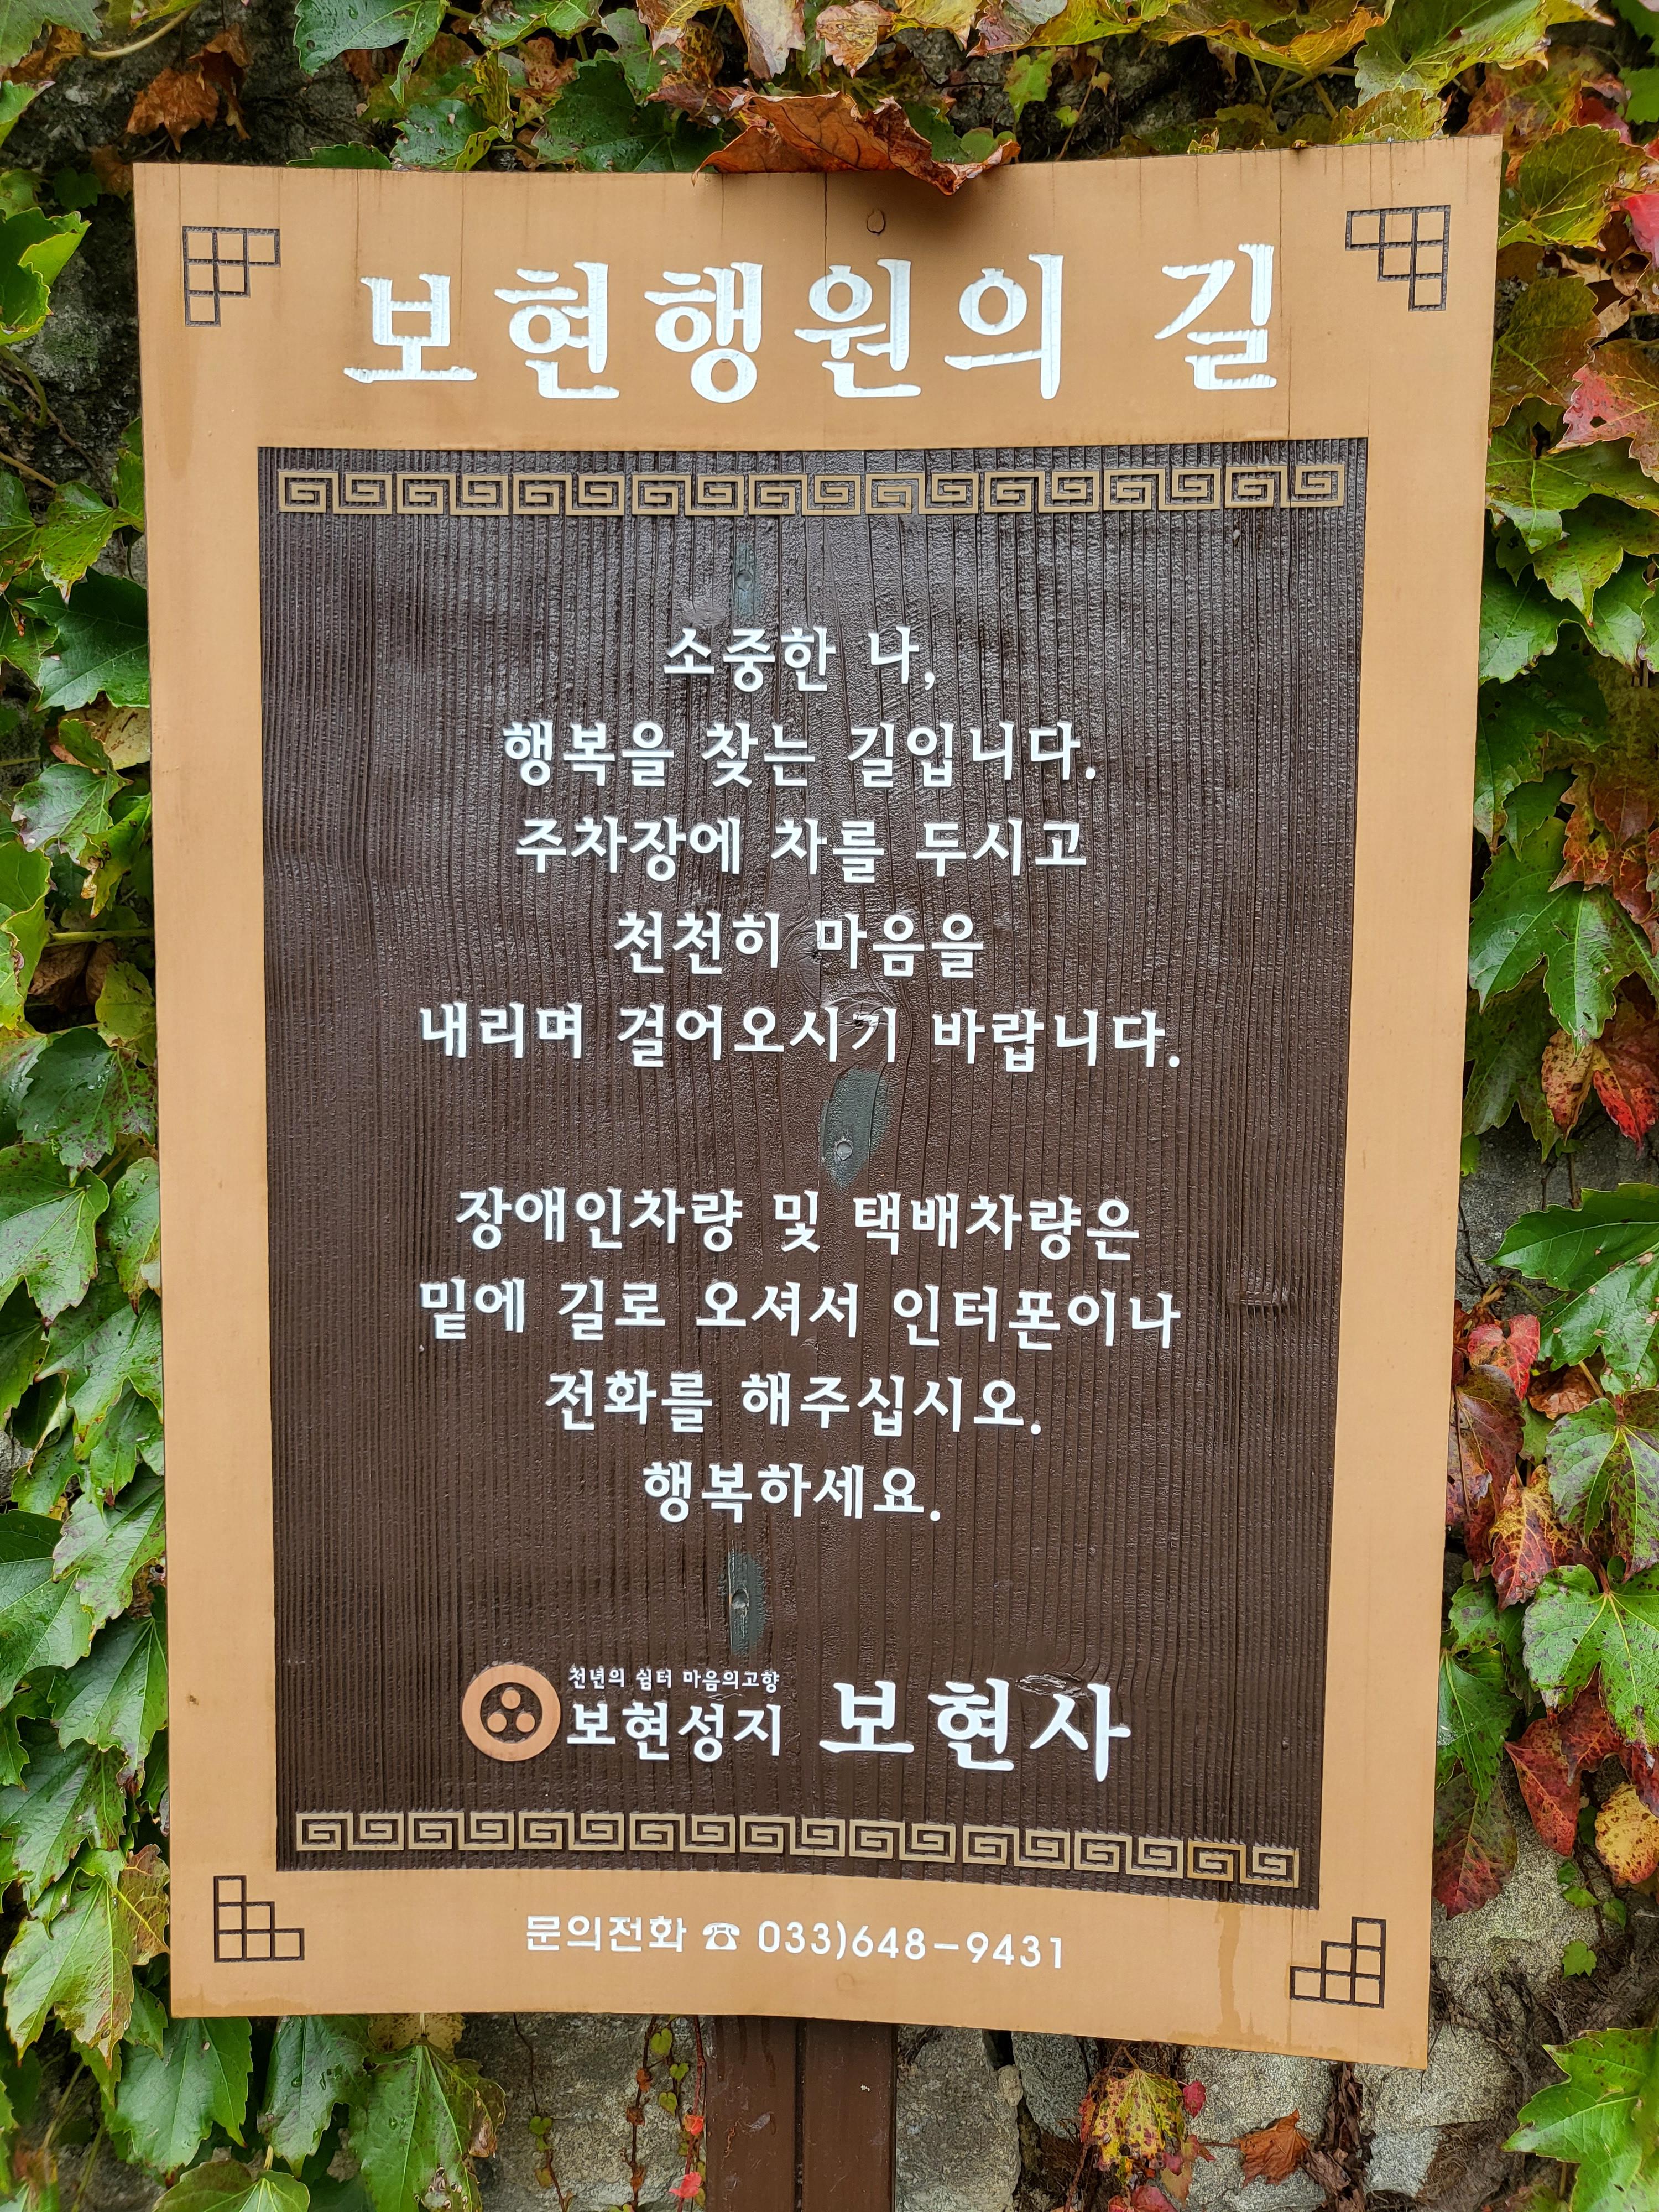 보현행원의 길
소중한 나,
행복을 찾는 길입니다.
주차장에 차를 두시고
천천히 마음을
내리며 걸어오시기 바랍니다.
장애인차량 및 택배차량은
밑에 길로 오셔서 인터폰이나
전화를 해주십시오.
행복하세요.
천년의 쉼터 마음의고향
보현성지 보현사
문의전화 ☎ 033)648-9431